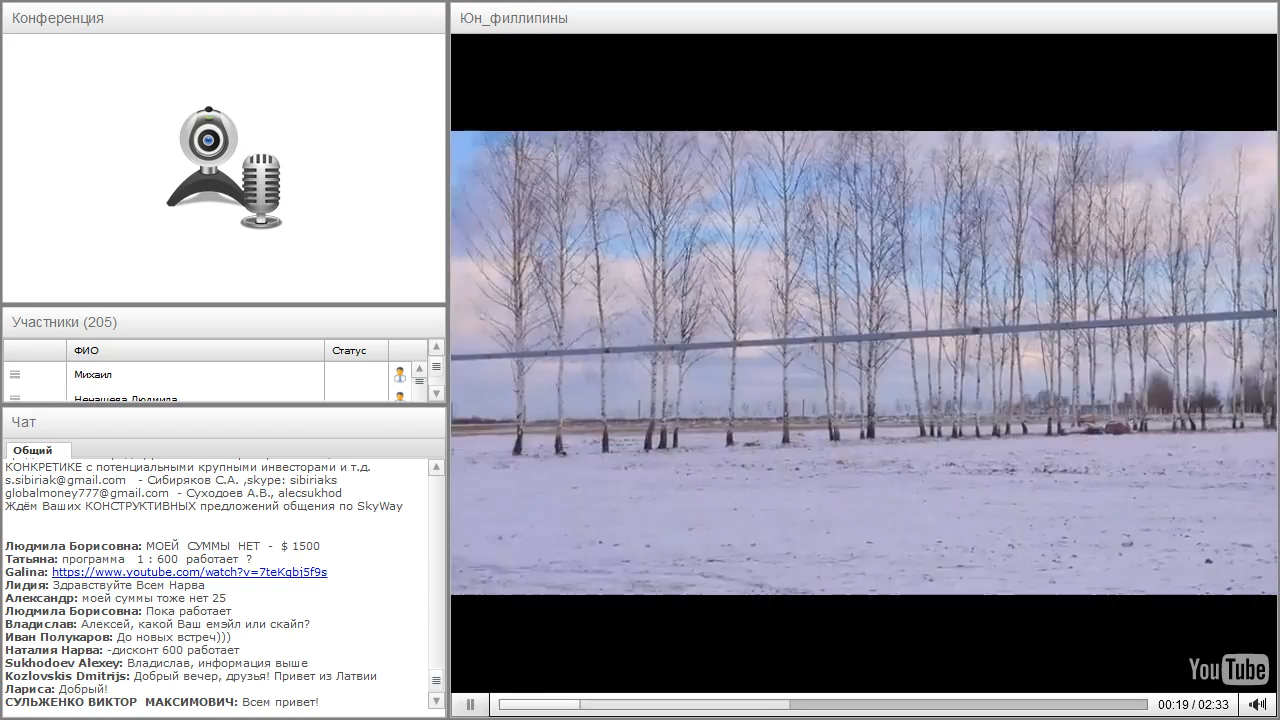 Конференция
Юн_филлипины
Участники (205)
ФИО
Статус
Михаил
Ненашева Людмила
Чат
Общий
КОНКРЕТИКЕ с потенциальными крупными инвесторами и т.д.
s.sibiriak@gmail.com - Сибиряков С.А. ,skype: sibiriaks
globalmoney777@gmail.com - Суходоев А.В., alecsukhod
Ждём Ваших КОНСТРУКТИВНЫХ предложений общения по SkyWay
Людмила Борисовна: МОЕЙ СУММЫ НЕТ - $ 1500
Татьяна: программа 1 : 600 работает ?
Galina: https://www.youtube.com/watch?v=7teKgbj5f9s
Лидия: Здравствуйте Всем Нарва
Александр: моей суммы тоже нет 25
Людмила Борисовна: Пока работает
Владислав: Алексей, какой Ваш емэйл или скайп?
Иван Полукаров: До новых встреч)))
Наталия Нарва: -дисконт 600 работает
Sukhodoev Alexey: Владислав, информация выше
Kozlovskis Dmitrijs: Добрый вечер, друзья! Привет из Латвии
Лариса: Добрый!
СУЛЬЖЕНКО ВИКТОР МАКСИМОВИЧ: Всем привет!
YouTube
00:19 / 02:33